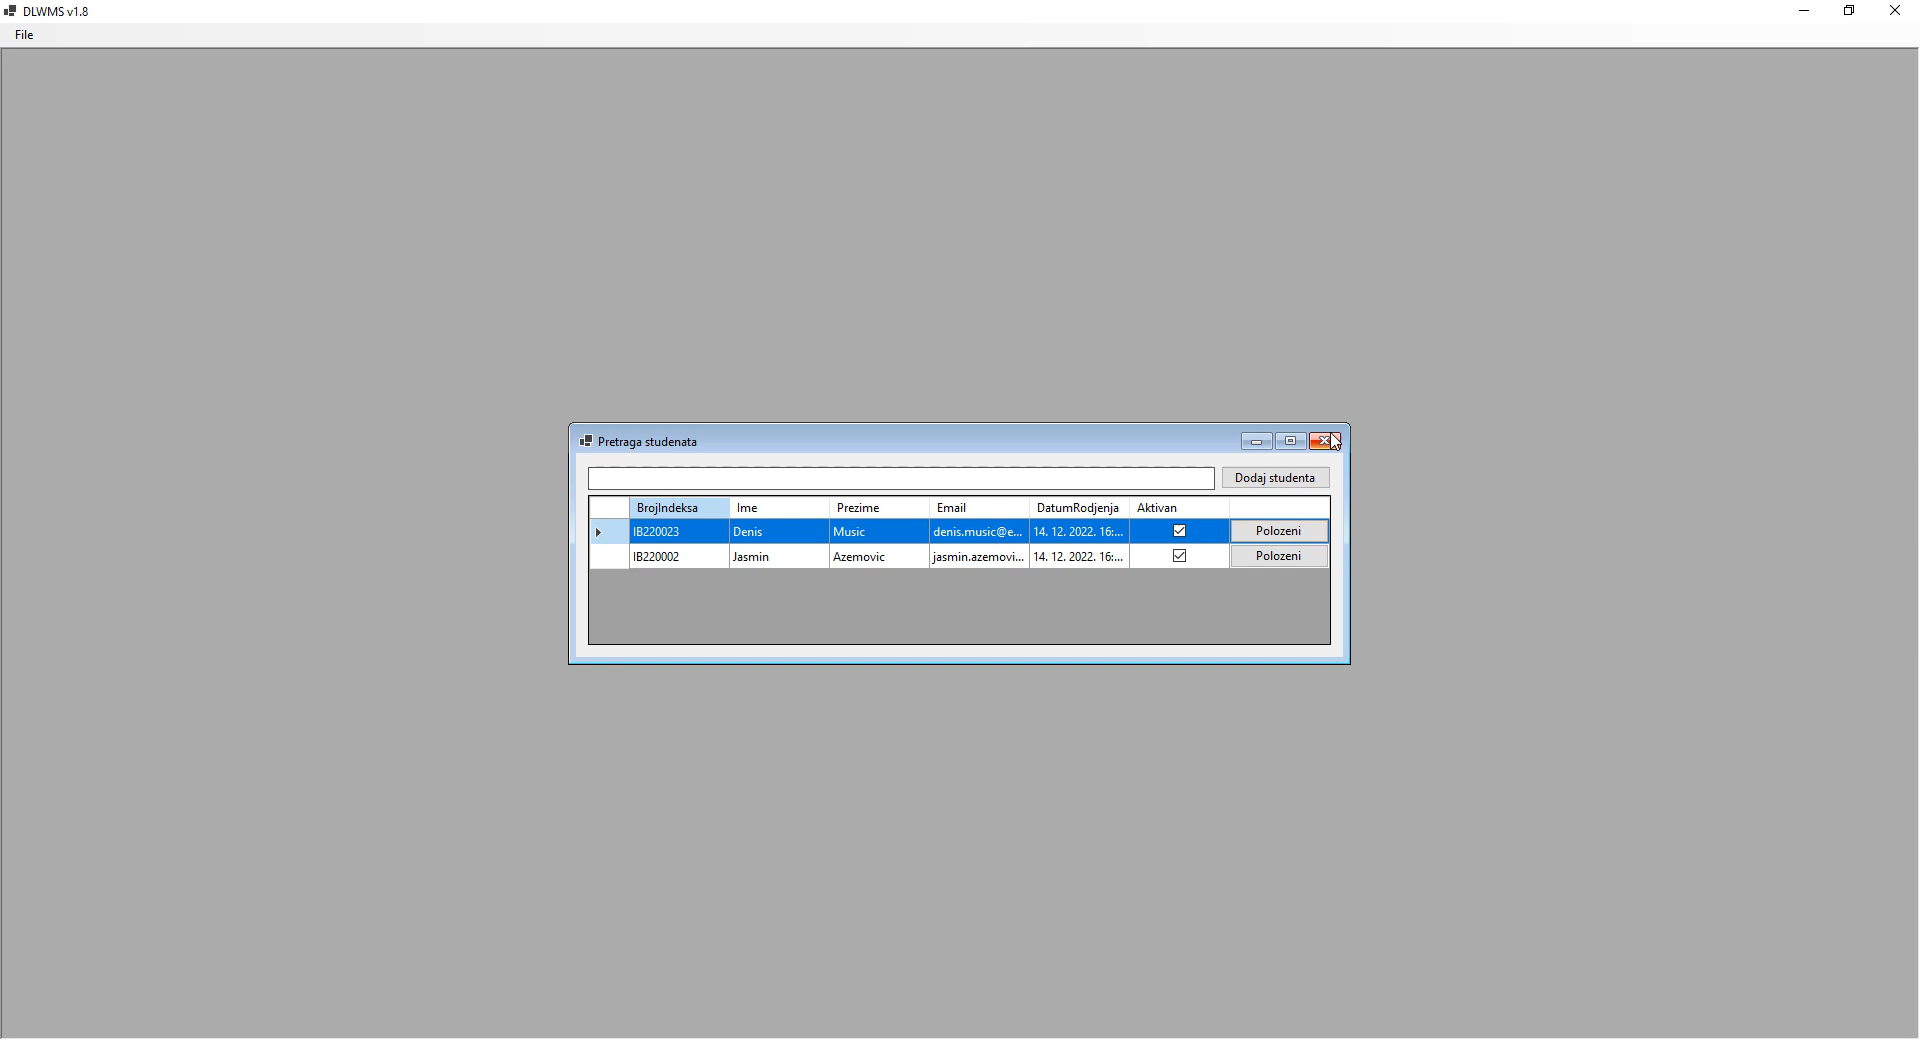 DLWMS v1.8
File
Pretraga studenata
Dodaj studenta
BrojIndeksa Ime Prezime Email DatumRodjenja Aktivan
IB220023 Denis Music denis.music@e... 14. 12. 2022. 16:... Polozeni
IB220002 Jasmin Azemovic jasmin.azemovi... 14. 12. 2022. 16:... Polozeni